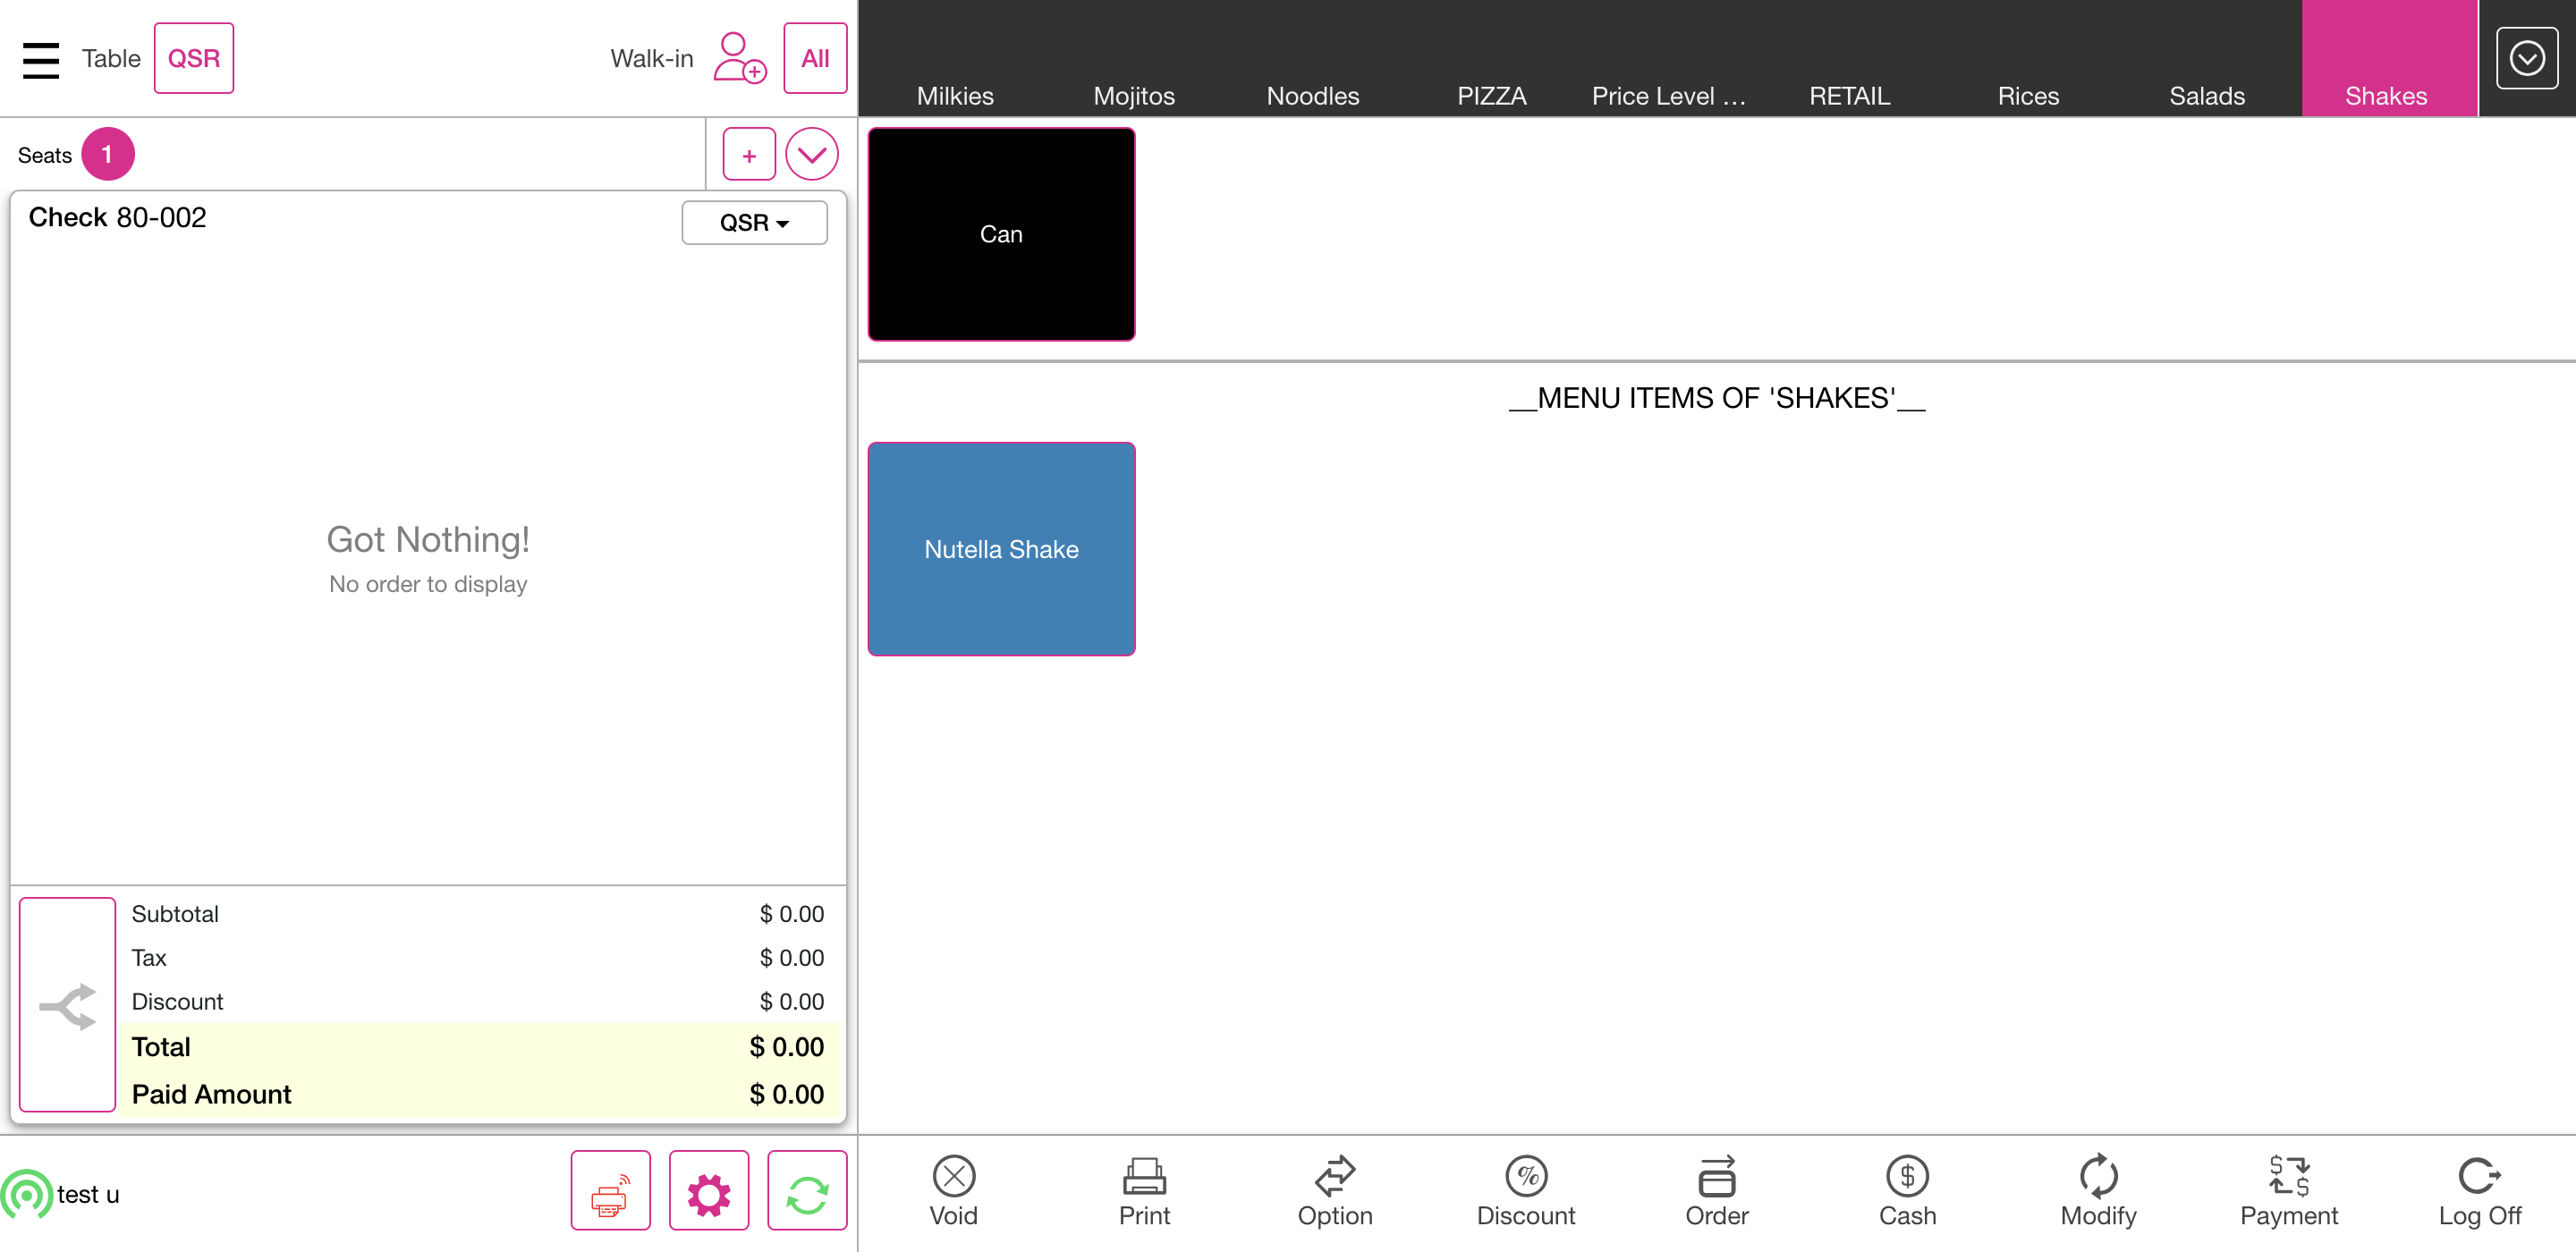 Table QSR Walk-in All
Milkies Mojitos Noodles PIZZA Price Level ... RETAIL Rices Salads Shakes
Seats 1 +
Check 80-002 QSR
Can
__MENU ITEMS OF 'SHAKES'__
Nutella Shake
Got Nothing!
No order to display
Subtotal $ 0.00
Tax $ 0.00
Discount $ 0.00
Total $ 0.00
Paid Amount $ 0.00
test u
Void Print Option Discount Order Cash Modify Payment Log Off